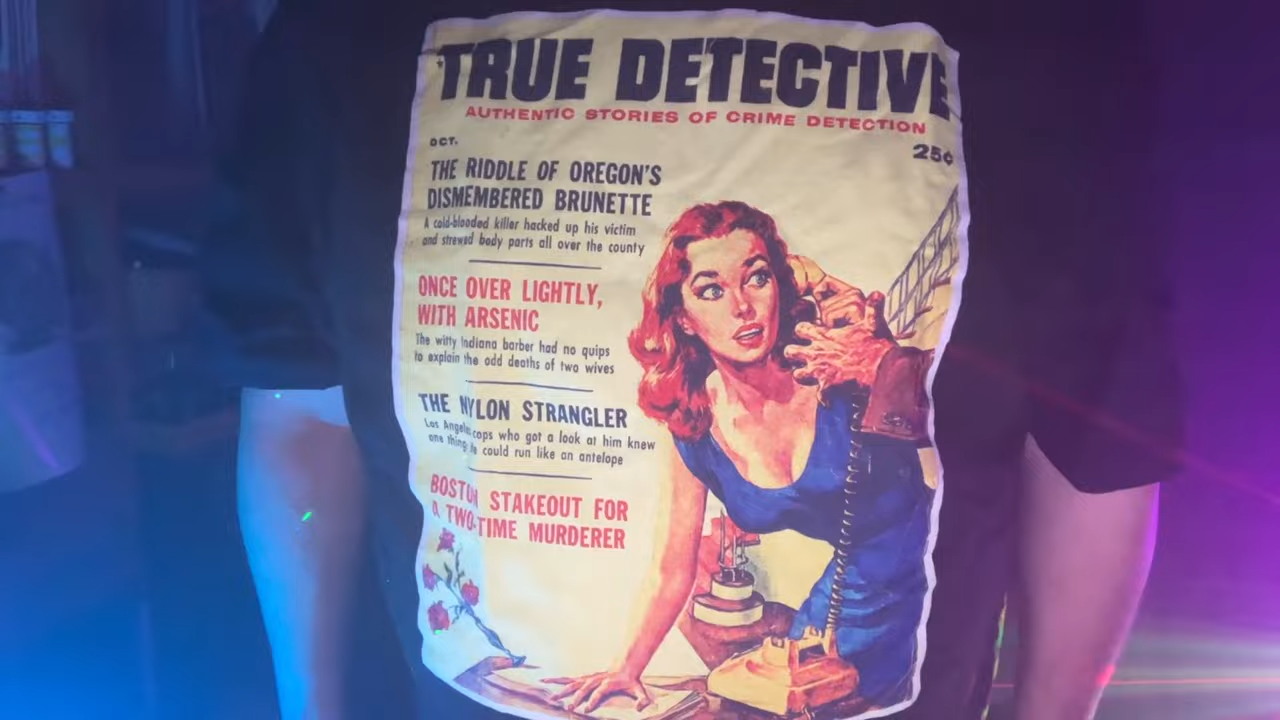 TRUE DETECTIVE
AUTHENTIC STORIES OF CRIME DETECTION
OCT.
25¢
THE RIDDLE OF OREGON'S
DISMEMBERED BRUNETTE
A cold-blooded killer hacked up his victim
and strewed body parts all over the county
ONCE OVER LIGHTLY,
WITH ARSENIC
The witty Indiana barber had no quips
to explain the odd deaths of two wives
THE NYLON STRANGLER
Los Angeles cops who got a look at him knew
one thing he could run like an antelope
BOSTON STAKEOUT FOR
A TWO-TIME MURDERER